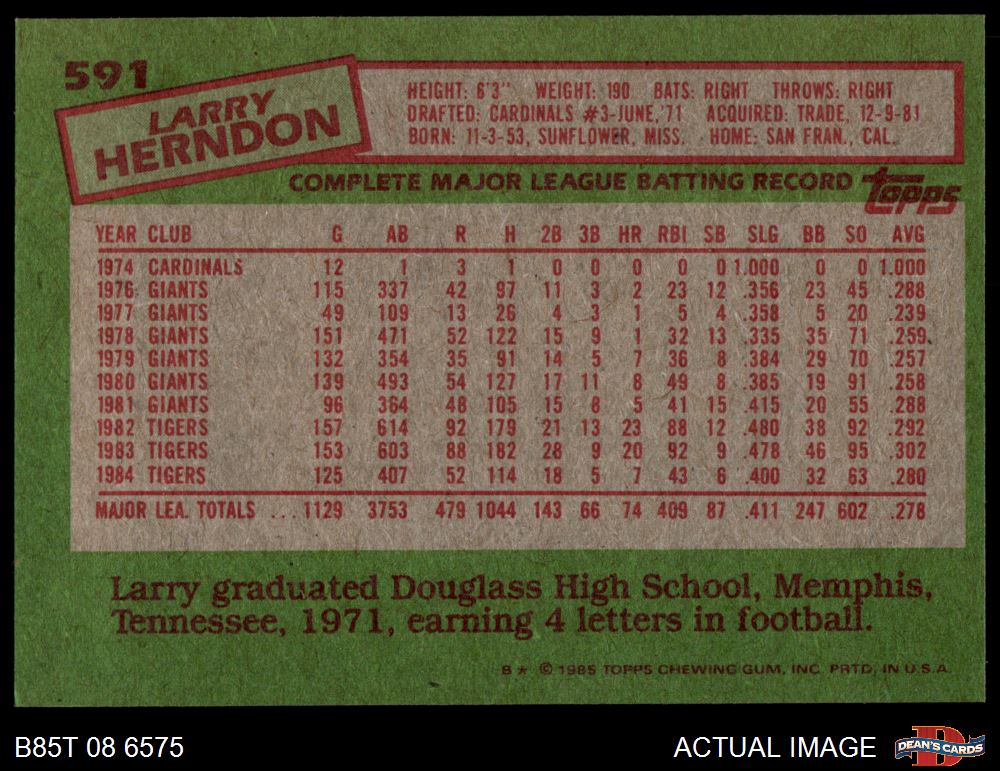 591
LARRY
HERNDON
HEIGHT: 6'3" WEIGHT: 190 BATS: RIGHT THROWS: RIGHT
DRAFTED: CARDINALS #3-JUNE,'71 ACQUIRED: TRADE, 12-9-81
BORN: 11-3-53, SUNFLOWER, MISS. HOME: SAN FRAN., CAL.
COMPLETE MAJOR LEAGUE BATTING RECORD topps
YEAR CLUB G AB R H 2B 3B HR RBI SB SLG BB SO AVG
1974 CARDINALS 12 1 3 1 0 0 0 0 0 1.000 0 0 1.000
1976 GIANTS 115 337 42 97 11 3 2 23 12 .356 23 45 .288
1977 GIANTS 49 109 13 26 4 3 1 5 4 .358 5 20 .239
1978 GIANTS 151 471 52 122 15 9 1 32 13 .335 35 71 .259
1979 GIANTS 132 354 35 91 14 5 7 36 8 .384 29 70 .257
1980 GIANTS 139 493 54 127 17 11 8 49 8 .385 19 91 .258
1981 GIANTS 96 364 48 105 15 8 5 41 15 .415 20 55 .288
1982 TIGERS 157 614 92 179 21 13 23 88 12 .480 38 92 .292
1983 TIGERS 153 603 88 182 28 9 20 92 9 .478 46 95 .302
1984 TIGERS 125 407 52 114 18 5 7 43 6 .400 32 63 .280
MAJOR LEA. TOTALS ... 1129 3753 479 1044 143 66 74 409 87 .411 247 602 .278
Larry graduated Douglass High School, Memphis,
Tennessee, 1971, earning 4 letters in football.
B* © 1985 TOPPS CHEWING GUM, INC. PRTD. IN U.S.A.
B85T 08 6575 ACTUAL IMAGE DEAN'S CARDS